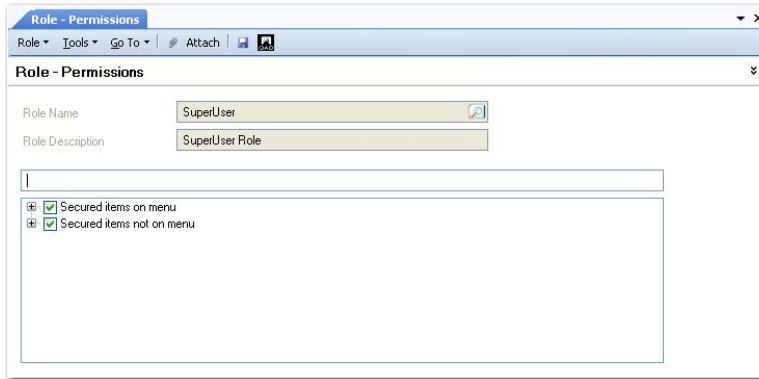 Role - Permissions
Role Tools Go To Attach
Role - Permissions
Role Name SuperUser
Role Description SuperUser Role
Secured items on menu
Secured items not on menu